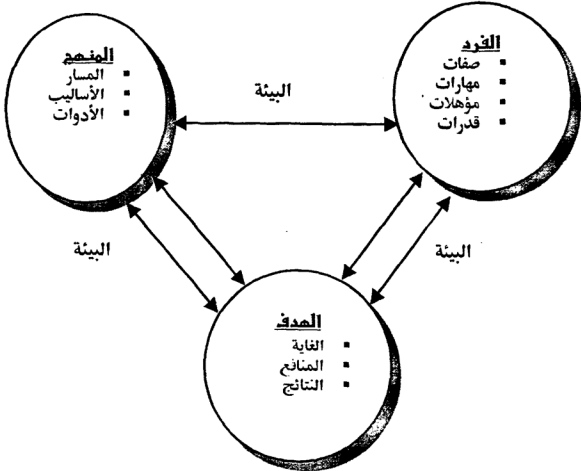 الفرد
▪ صفات
▪ مهارات
▪ مؤهلات
▪ قدرات
البيئة
المنهج
▪ المسار
▪ الأساليب
▪ الأدوات
البيئة
البيئة
الهدف
▪ الغاية
▪ المنافع
▪ النتائج